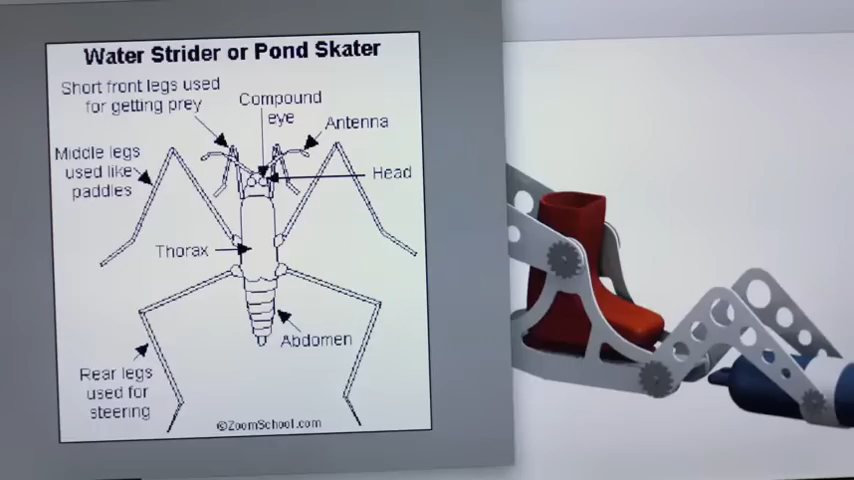 Water Strider or Pond Skater
Short front legs used
for getting prey
Compound
eye
Antenna
Middle legs
used like
paddles
Head
Thorax
Abdomen
Rear legs
used for
steering
©ZoomSchool.com